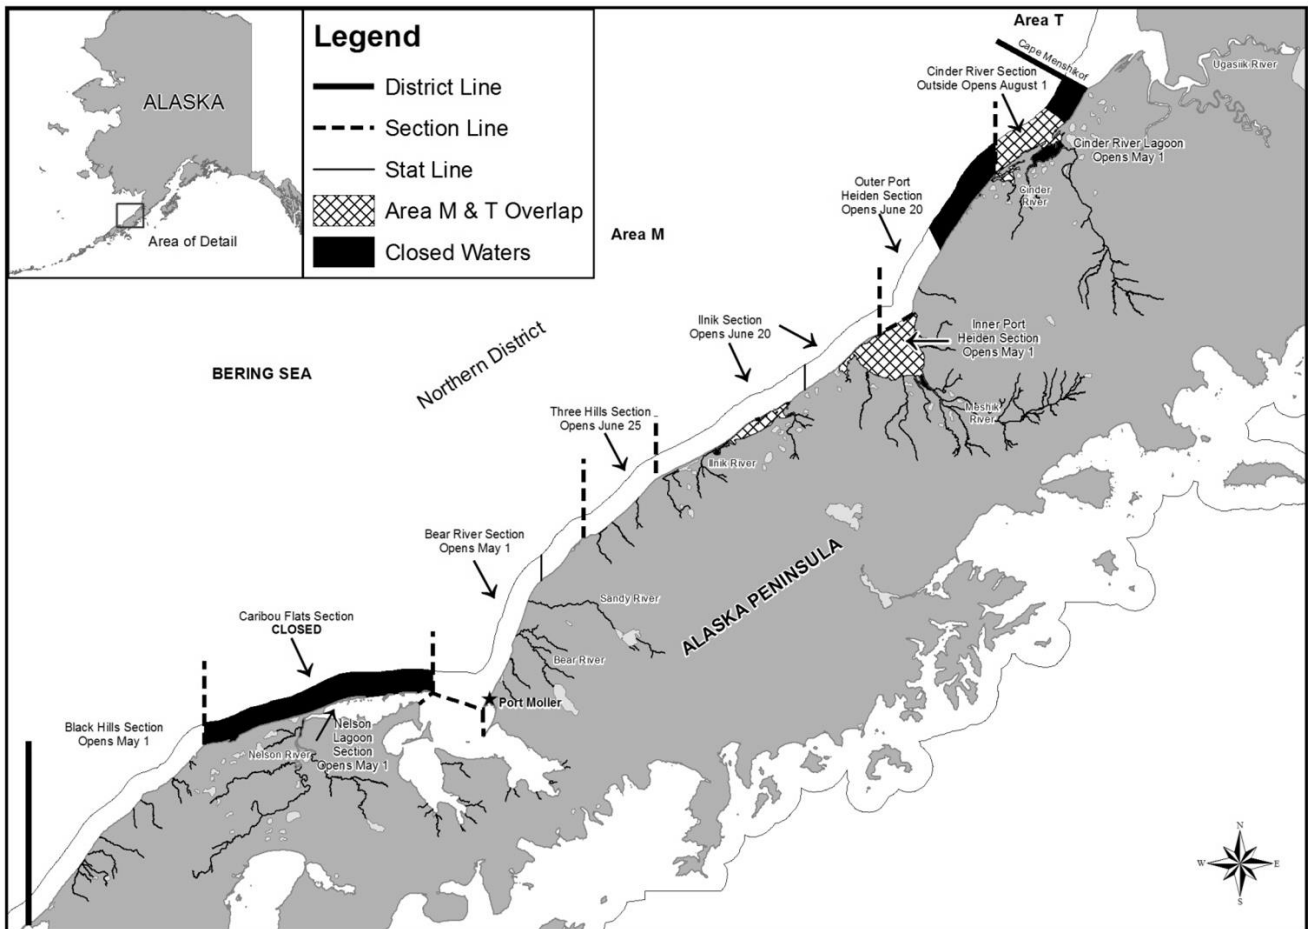 ALASKA
Area of Detail
Legend
District Line
Section Line
Stat Line
Area M & T Overlap
Closed Waters
Area T
Cape Menshikof
Ugasiik River
Cinder River Section
Outside Opens August 1
Cinder River Lagoon
Opens May 1
Cinder
River
Outer Port
Heiden Section
Opens June 20
Area M
Ilnik Section
Opens June 20
Inner Port
Heiden Section
Opens May 1
Meshik
River
Northern District
BERING SEA
Three Hills Section
Opens June 25
Ilnik River
Bear River Section
Opens May 1
ALASKA PENINSULA
Sandy River
Bear River
Caribou Flats Section
CLOSED
Port Moller
Black Hills Section
Opens May 1
Nelson River
Nelson
Lagoon
Section
Opens May 1
N
W
E
S